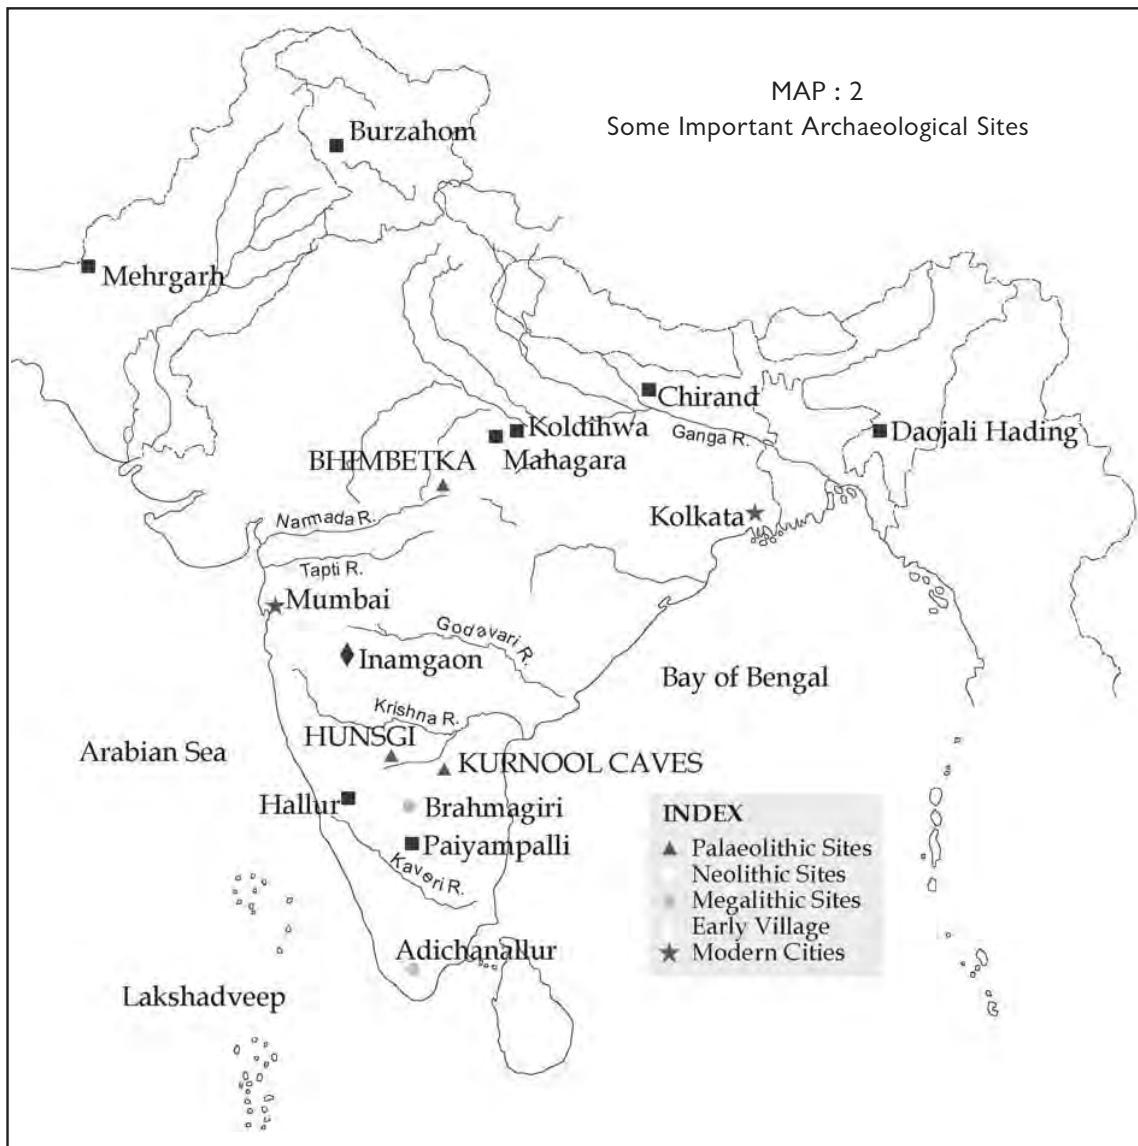 MAP : 2
Some Important Archaeological Sites
Burzahom
Mehrgarh
Chirand
Koldihwa
Ganga R.
Daojali Hading
BHIMBETKA
Mahagara
Narmada R.
Kolkata
Tapti R.
Mumbai
Godavari R.
Inamgaon
Bay of Bengal
Krishna R.
HUNSGI
Arabian Sea
KURNOOL CAVES
Hallur
Brahmagiri
Paiyampalli
Kaveri R.
Adichanallur
Lakshadveep
INDEX
Palaeolithic Sites
Neolithic Sites
Megalithic Sites
Early Village
Modern Cities